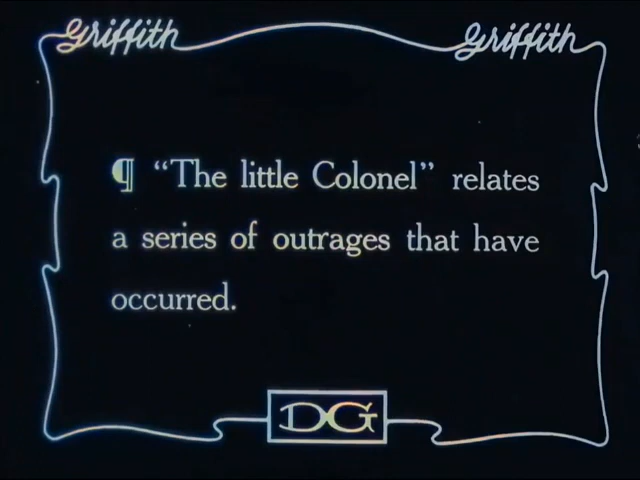 Griffith Griffith
¶ “The little Colonel” relates
a series of outrages that have
occurred.
DG